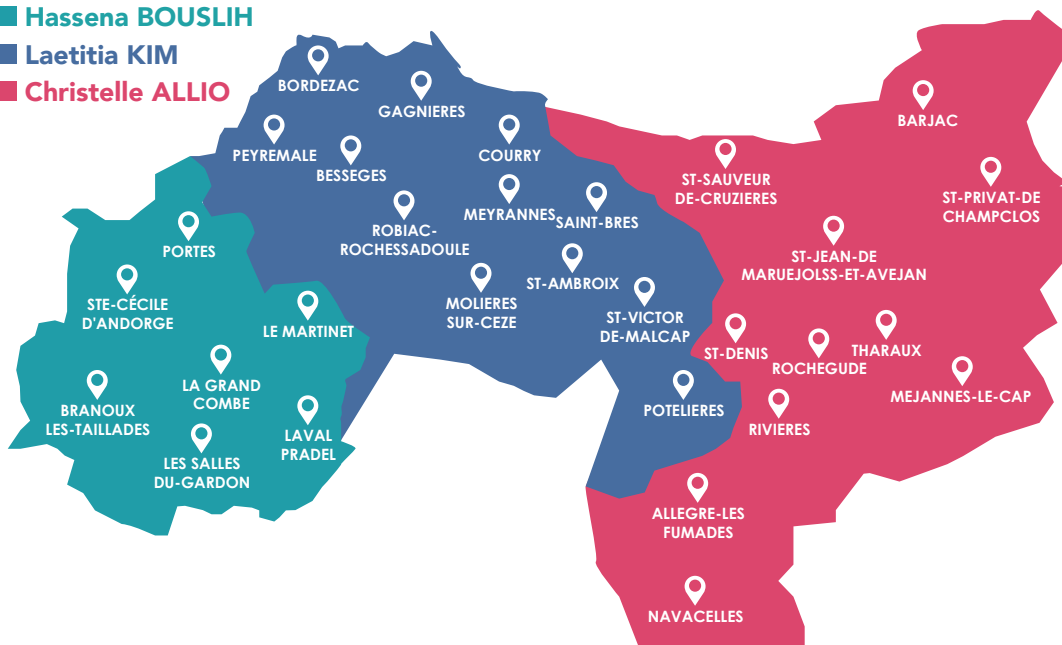 Hassena BOUSLIH
Laetitia KIM
Christelle ALLIO
BORDEZAC
GAGNIERES
PEYREMALE
BESSEGES
COURRY
MEYRANNES
SAINT-BRES
ROBIAC-
ROCHESSADOULE
ST-AMBROIX
MOLIERES
SUR-CEZE
ST-VICTOR
DE-MALCAP
POTELIERES
PORTES
STE-CÉCILE
D'ANDORGE
LE MARTINET
LA GRAND
COMBE
BRANOUX
LES-TAILLADES
LAVAL
PRADEL
LES SALLES
DU-GARDON
BARJAC
ST-SAUVEUR
DE-CRUZIERES
ST-PRIVAT-DE
CHAMPCLOS
ST-JEAN-DE
MARUEJOLSS-ET-AVEJAN
ST-DENIS
ROCHEGUDE
THARAUX
MEJANNES-LE-CAP
RIVIERES
ALLEGRE-LES
FUMADES
NAVACELLES